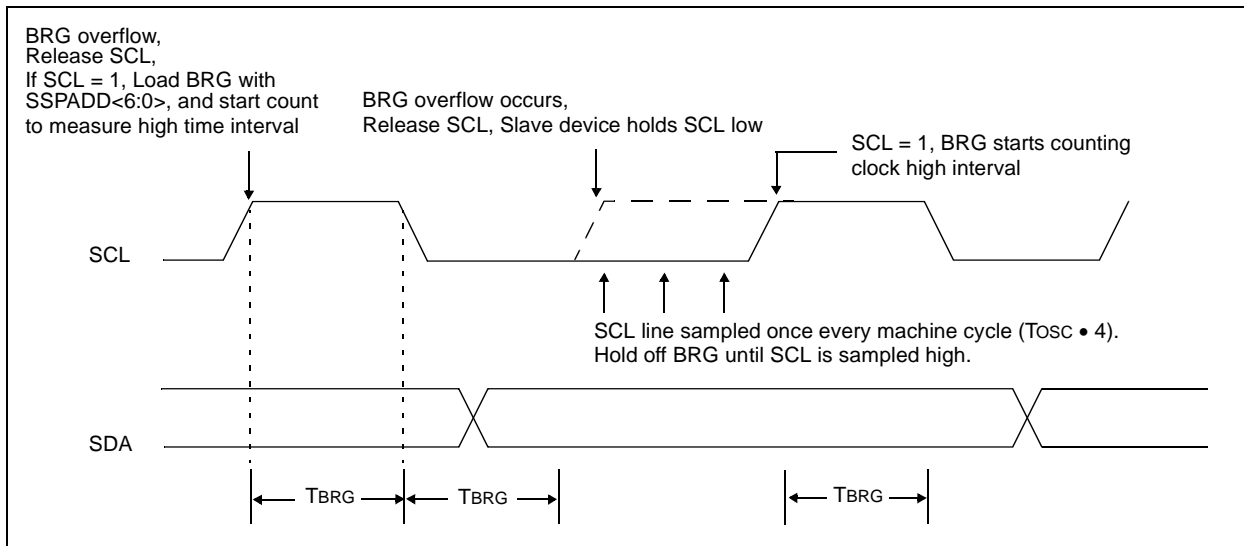 BRG overflow,
Release SCL,
If SCL = 1, Load BRG with
SSPADD<6:0>, and start count
to measure high time interval
BRG overflow occurs,
Release SCL, Slave device holds SCL low
SCL = 1, BRG starts counting
clock high interval
SCL
SCL line sampled once every machine cycle (TOSC • 4).
Hold off BRG until SCL is sampled high.
SDA
TBRG
TBRG
TBRG